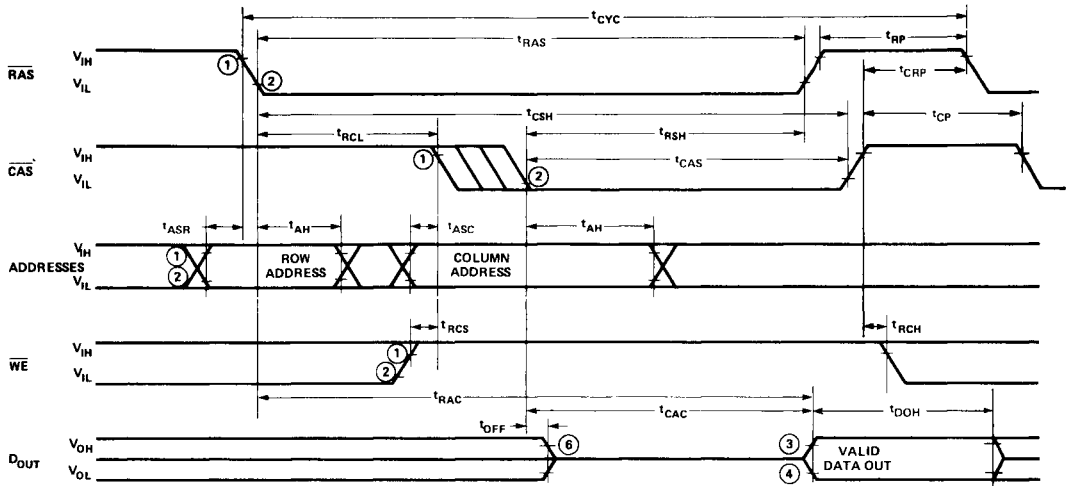 tCYC
tRAS
tRP
RAS
VIH
VIL
1
2
tCRP
tCSH
tCP
tRCL
tRSH
CAS
VIH
VIL
1
2
tCAS
tASR
tAH
tASC
tAH
ADDRESSES
VIH
VIL
1
2
ROW
ADDRESS
COLUMN
ADDRESS
tRCS
tRCH
WE
VIH
VIL
1
2
tRAC
tCAC
tDOH
tOFF
DOUT
VOH
VOL
6
3
4
VALID
DATA OUT